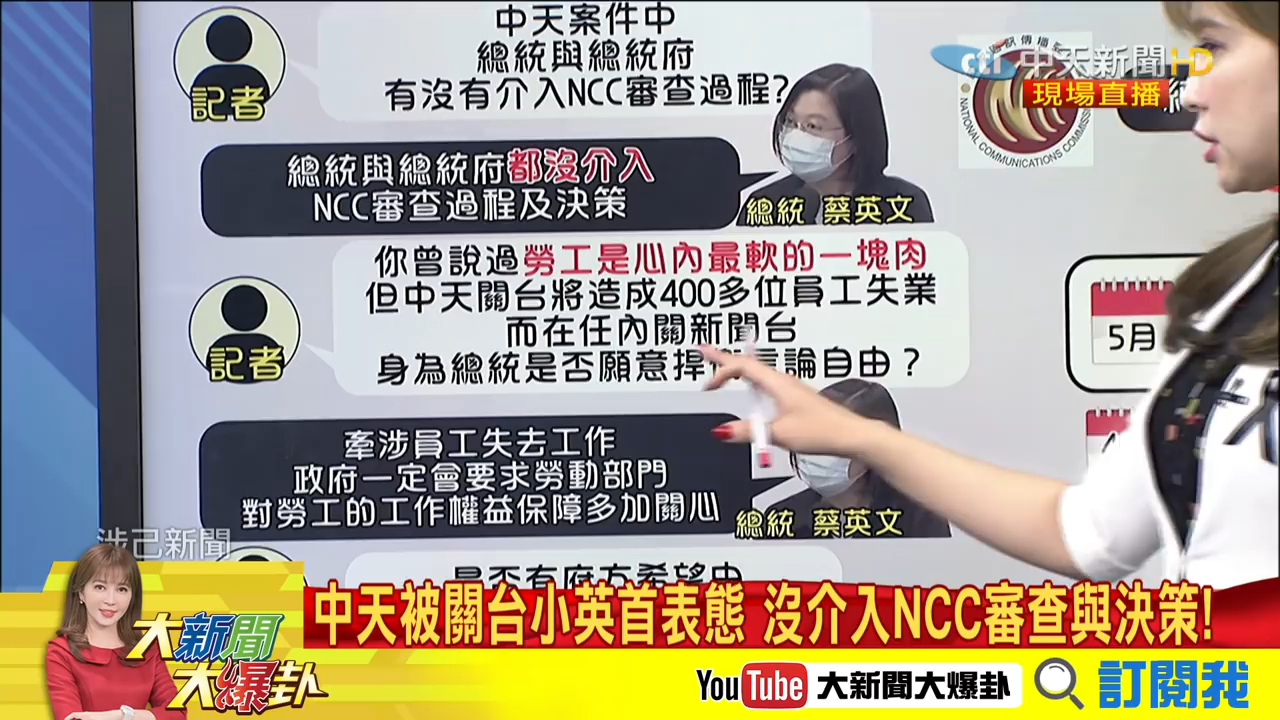 中天案件中
總統與總統府
有沒有介入NCC審查過程?
記者
cti 中天新聞HD
現場直播
NATIONAL COMMUNICATIONS COMMISS
總統與總統府都沒介入
NCC審查過程及決策
總統 蔡英文
你曾說過勞工是心內最軟的一塊肉
但中天關台將造成400多位員工失業
而在任內關新聞台
身為總統是否願意捍 言論自由?
記者
5月
牽涉員工失去工作
政府一定會要求勞動部門
對勞工的工作權益保障多加關心
總統 蔡英文
涉己新聞
大新聞
大爆卦
中天被關台小英首表態 沒介入NCC審查與決策!
YouTube 大新聞大爆卦
訂閱我